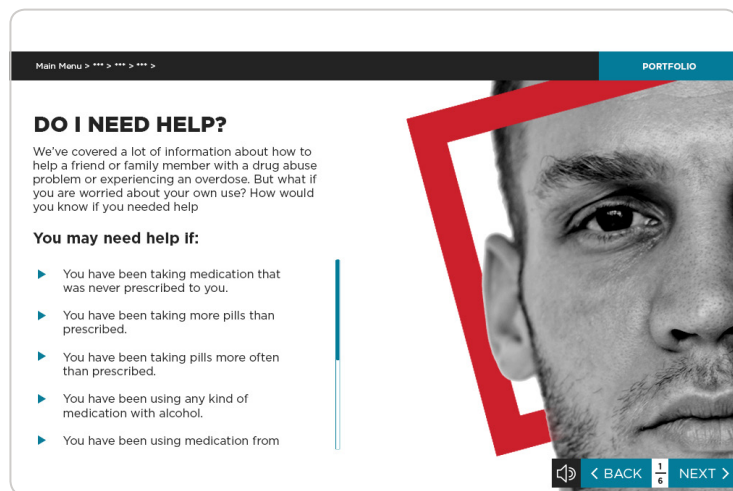 Main Menu > *** > *** > *** >
PORTFOLIO
DO I NEED HELP?
We've covered a lot of information about how to
help a friend or family member with a drug abuse
problem or experiencing an overdose. But what if
you are worried about your own use? How would
you know if you needed help
You may need help if:
You have been taking medication that
was never prescribed to you.
You have been taking more pills than
prescribed.
You have been taking pills more often
than prescribed.
You have been using any kind of
medication with alcohol.
You have been using medication from
< BACK
1
6
NEXT >